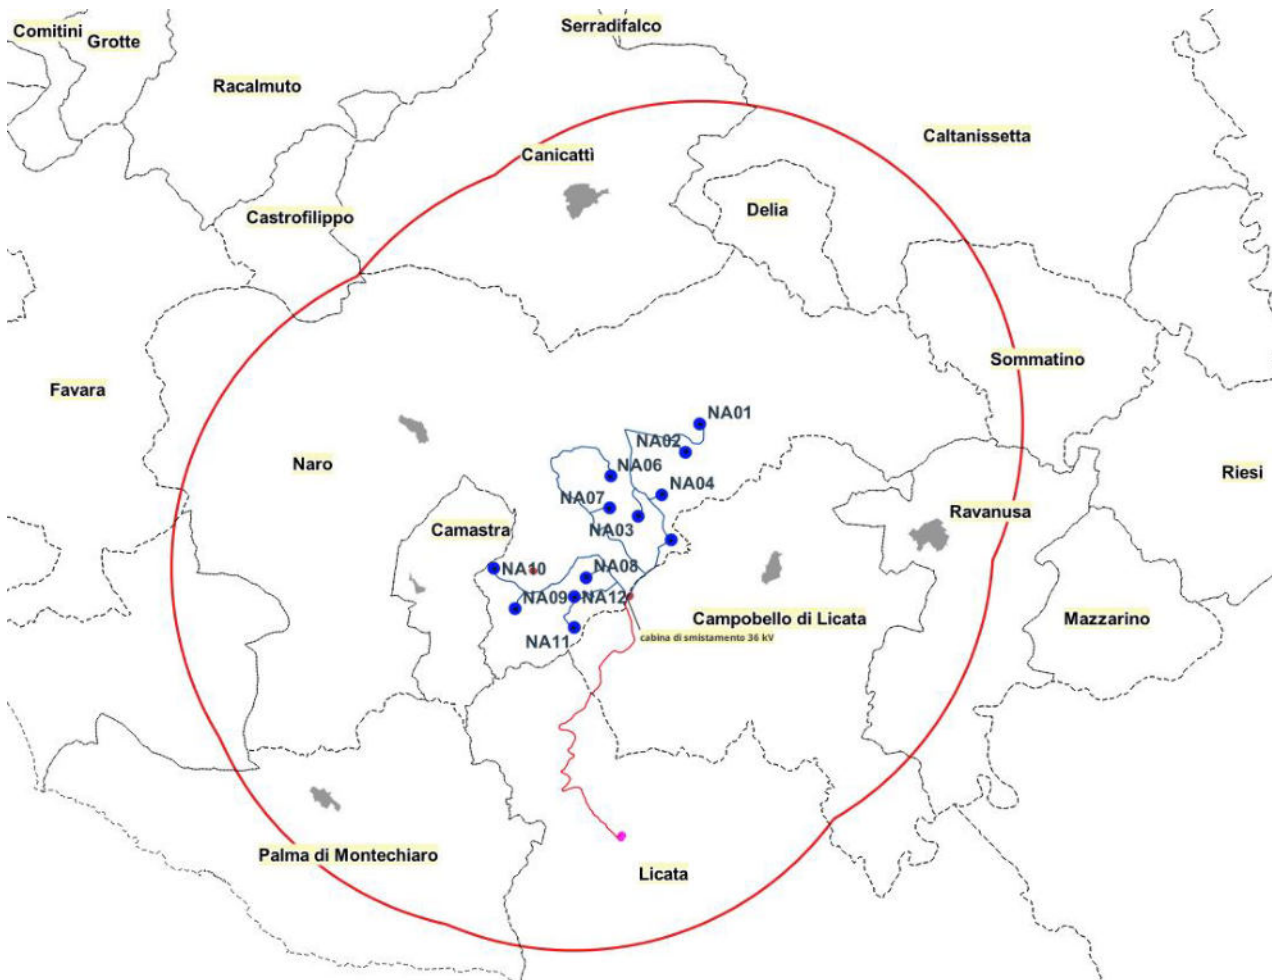 Serradifalco
Comitini
Grotte
Racalmuto
Caltanissetta
Canicattì
Delia
Castrofilippo
Sommatino
Favara
NA01
NA02
Naro
NA06
Riesi
NA04
NA07
Ravanusa
Camastra
NA03
NA08
NA10
NA09
NA12
Campobello di Licata
Mazzarino
cabina di smistamento 36 kV
NA11
Palma di Montechiaro
Licata